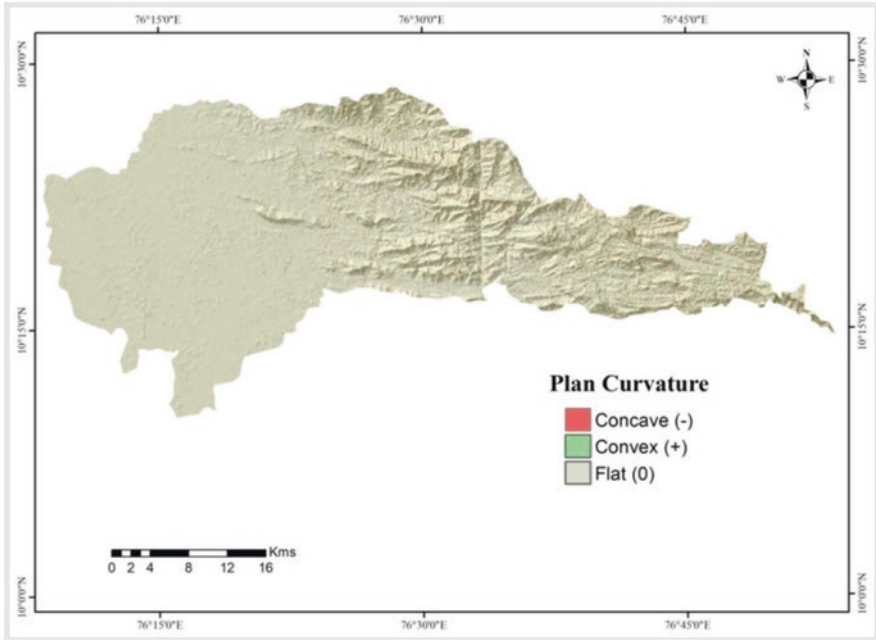 76°15'0"E 76°30'0"E 76°45'0"E
10°30'0"N 10°30'0"N
N
W E
S
10°15'0"N 10°15'0"N
Plan Curvature
Concave (-)
Convex (+)
Flat (0)
Kms
0 2 4 8 12 16
10°0'0"N 10°0'0"N
76°15'0"E 76°30'0"E 76°45'0"E